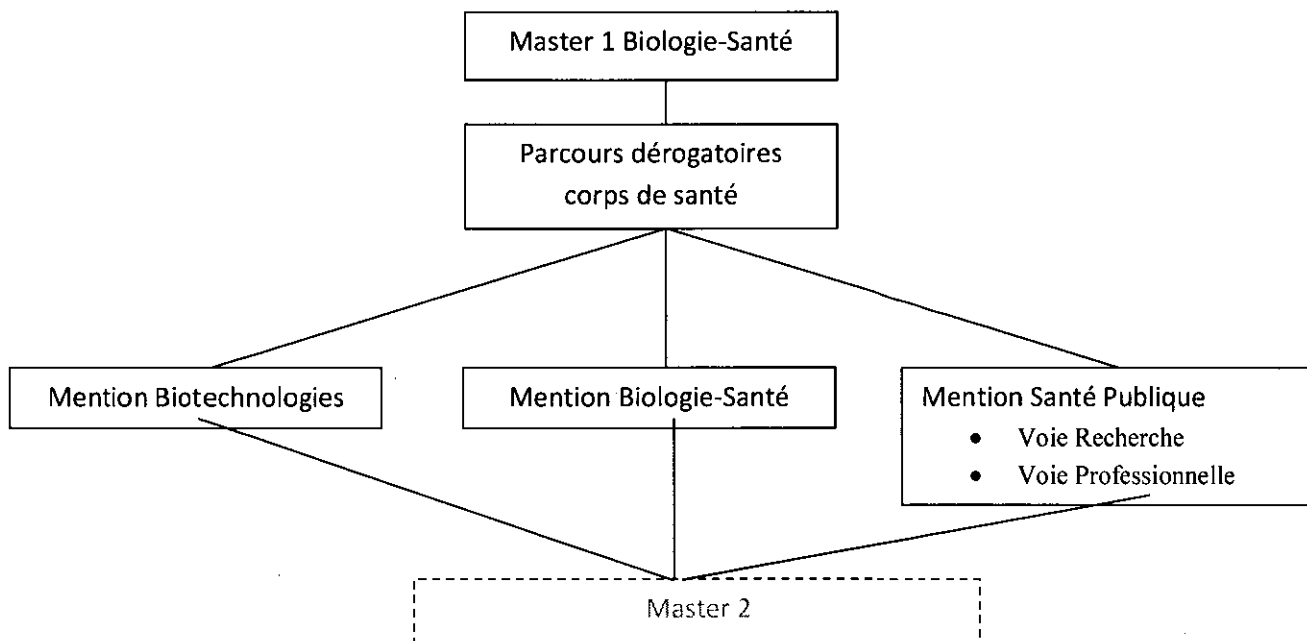 Master 1 Biologie-Santé
Parcours dérogatoires
corps de santé
Mention Biotechnologies
Mention Biologie-Santé
Mention Santé Publique
• Voie Recherche
• Voie Professionnelle
Master 2